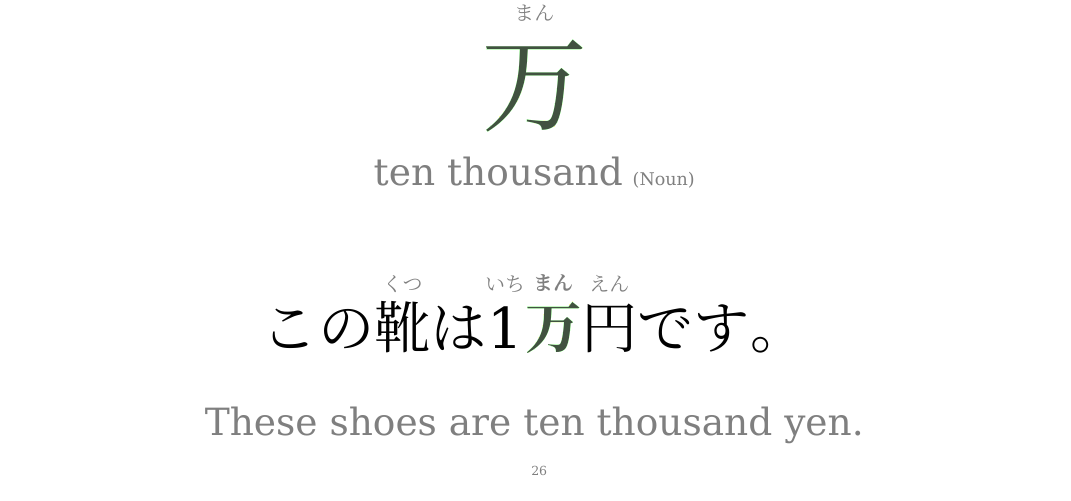 まん
万
ten thousand (Noun)
くつ いち まん えん
この靴は1万円です。
These shoes are ten thousand yen.
26